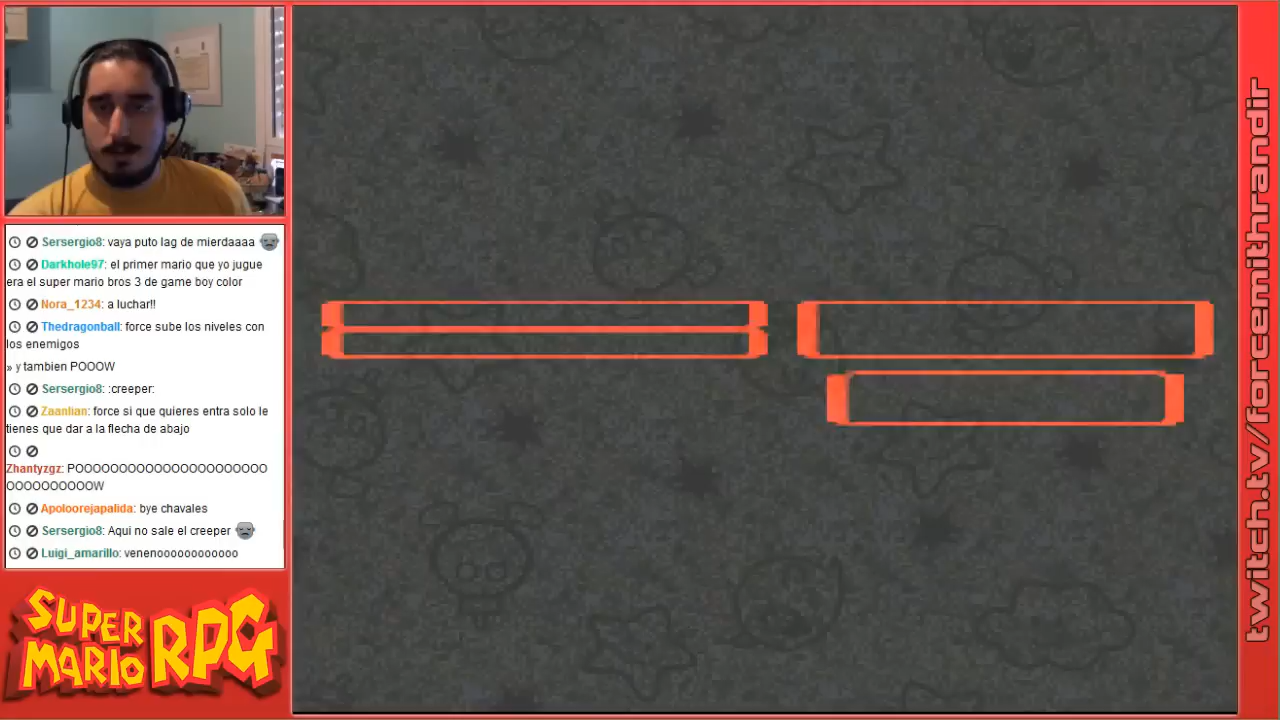 Sersergio8: vaya puto lag de mierdaaaa
Darkhole97: el primer mario que yo jugue
era el super mario bros 3 de game boy color
Nora_1234: a luchar!!
Thedragonball: force sube los niveles con
los enemigos
» y tambien POOOW
Sersergio8: :creeper:
Zaanlian: force si que quieres entra solo le
tienes que dar a la flecha de abajo
Zhantyzgz: POOOOOOOOOOOOOOOOOOOOOO
OOOOOOOOOOW
Apoloorejapalida: bye chavales
Sersergio8: Aqui no sale el creeper
Luigi_amarillo: venenoooooooooooo
SUPER
MARIO RPG
twitch.tv/forceemithrandir